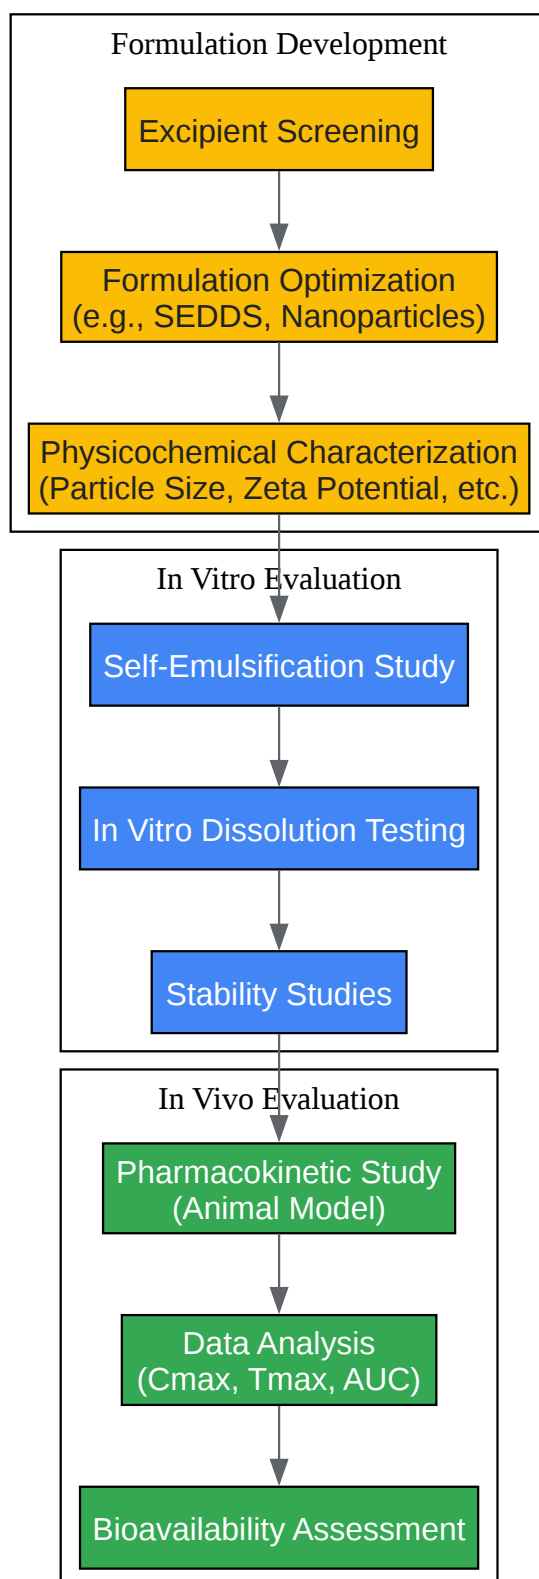 Formulation Development
Excipient Screening
Formulation Optimization
(e.g., SEDDS, Nanoparticles)
Physicochemical Characterization
(Particle Size, Zeta Potential, etc.)
In Vitro Evaluation
Self-Emulsification Study
In Vitro Dissolution Testing
Stability Studies
In Vivo Evaluation
Pharmacokinetic Study
(Animal Model)
Data Analysis
(Cmax, Tmax, AUC)
Bioavailability Assessment